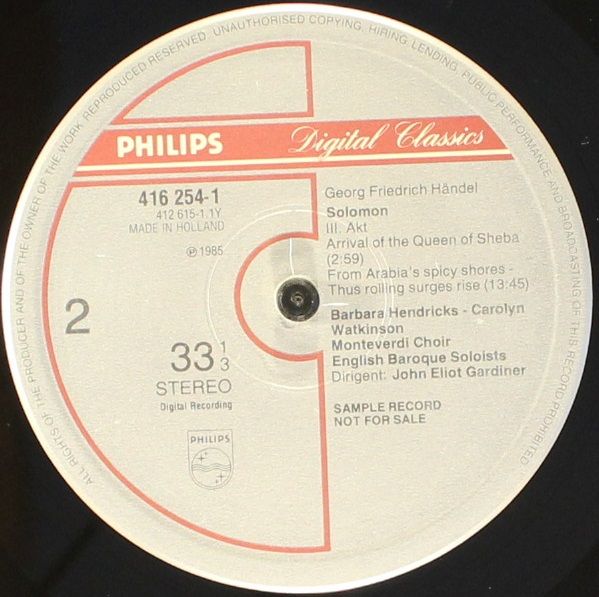 ALL RIGHTS OF THE PRODUCER AND OF THE OWNER OF THE WORK REPRODUCED RESERVED. UNAUTHORISED COPYING, HIRING, LENDING, PUBLIC PERFORMANCE AND BROADCASTING OF THIS RECORD PROHIBITED.
PHILIPS
Digital Classics
416 254-1
412 615-1.1Y
MADE IN HOLLAND
℗ 1985
2
33 1/3
STEREO
Digital Recording
PHILIPS
Georg Friedrich Händel
Solomon
III. Akt
Arrival of the Queen of Sheba
(2:59)
From Arabia's spicy shores -
Thus rolling surges rise (13:45)
Barbara Hendricks - Carolyn
Watkinson
Monteverdi Choir
English Baroque Soloists
Dirigent: John Eliot Gardiner
SAMPLE RECORD
NOT FOR SALE